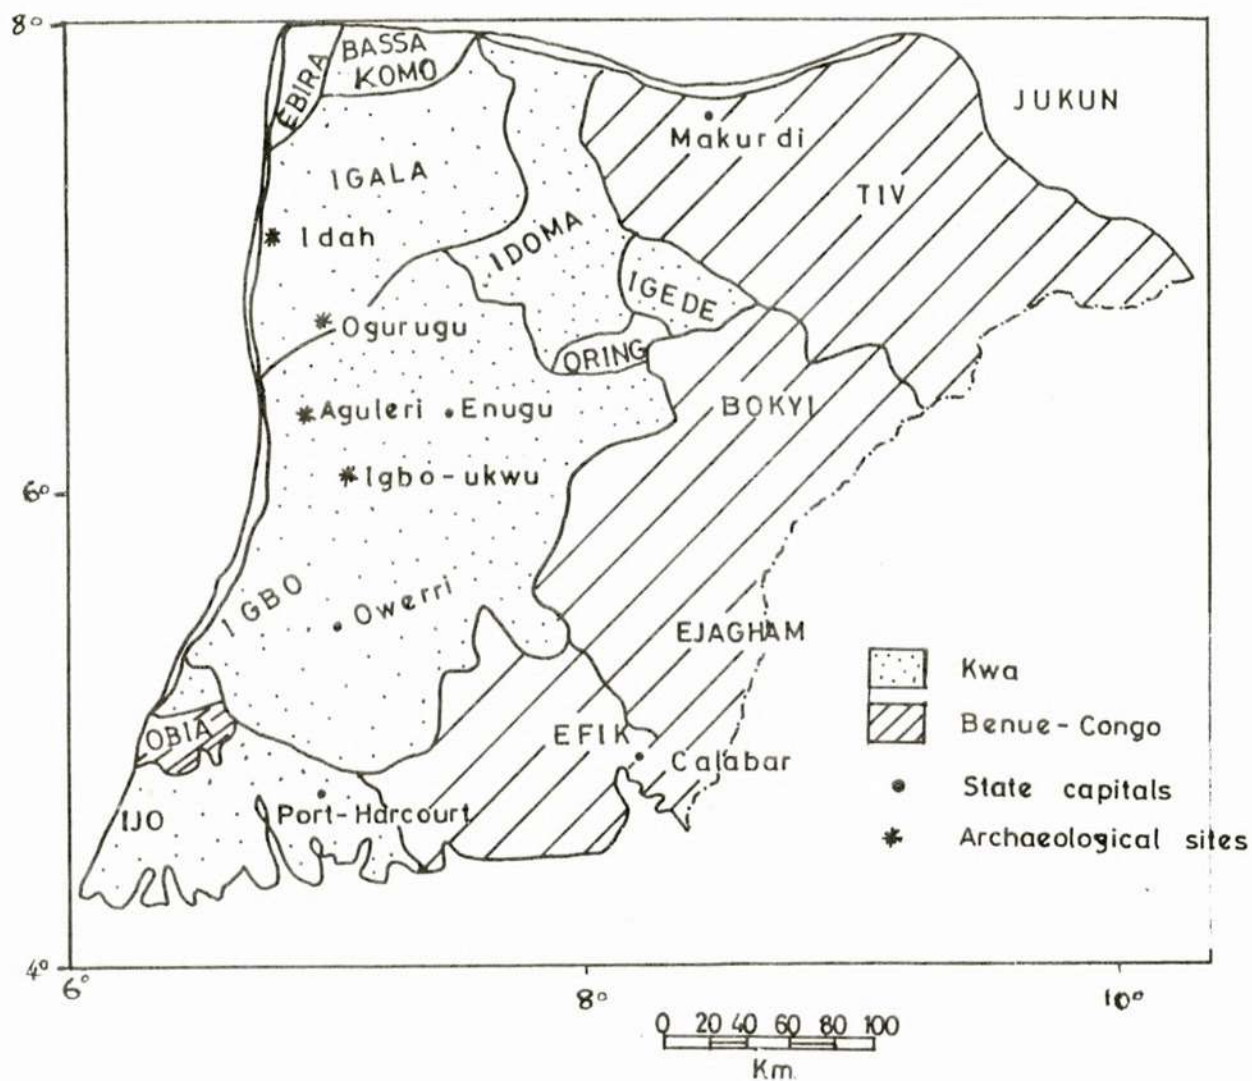 8°
EBIRA
BASSA
KOMO
JUKUN
Makurdi
IGALA
TIV
Idah
IDOMA
IGEDE
Ogurugu
ORING
Aguleri
Enugu
BOKYI
6°
Igbo-ukwu
IGBO
Owerri
EJAGHAM
Kwa
OBIA
EFIK
Benue-Congo
Calabar
State capitals
IJO
Port-Harcourt
Archaeological sites
4°
6°
8°
10°
0 20 40 60 80 100
Km.